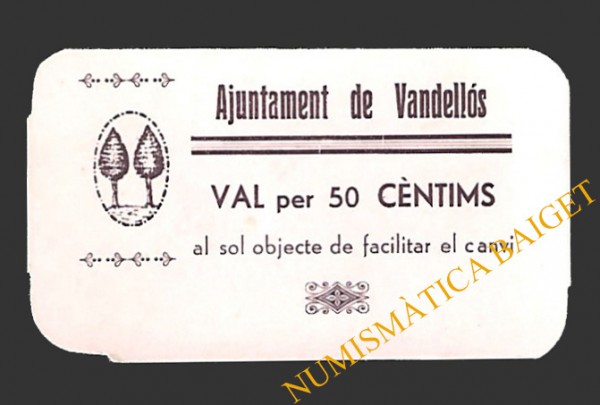 Ajuntament de Vandellós
VAL per 50 CÈNTIMS
al sol objecte de facilitar el canvi
NUMISMÀTICA BAIGET